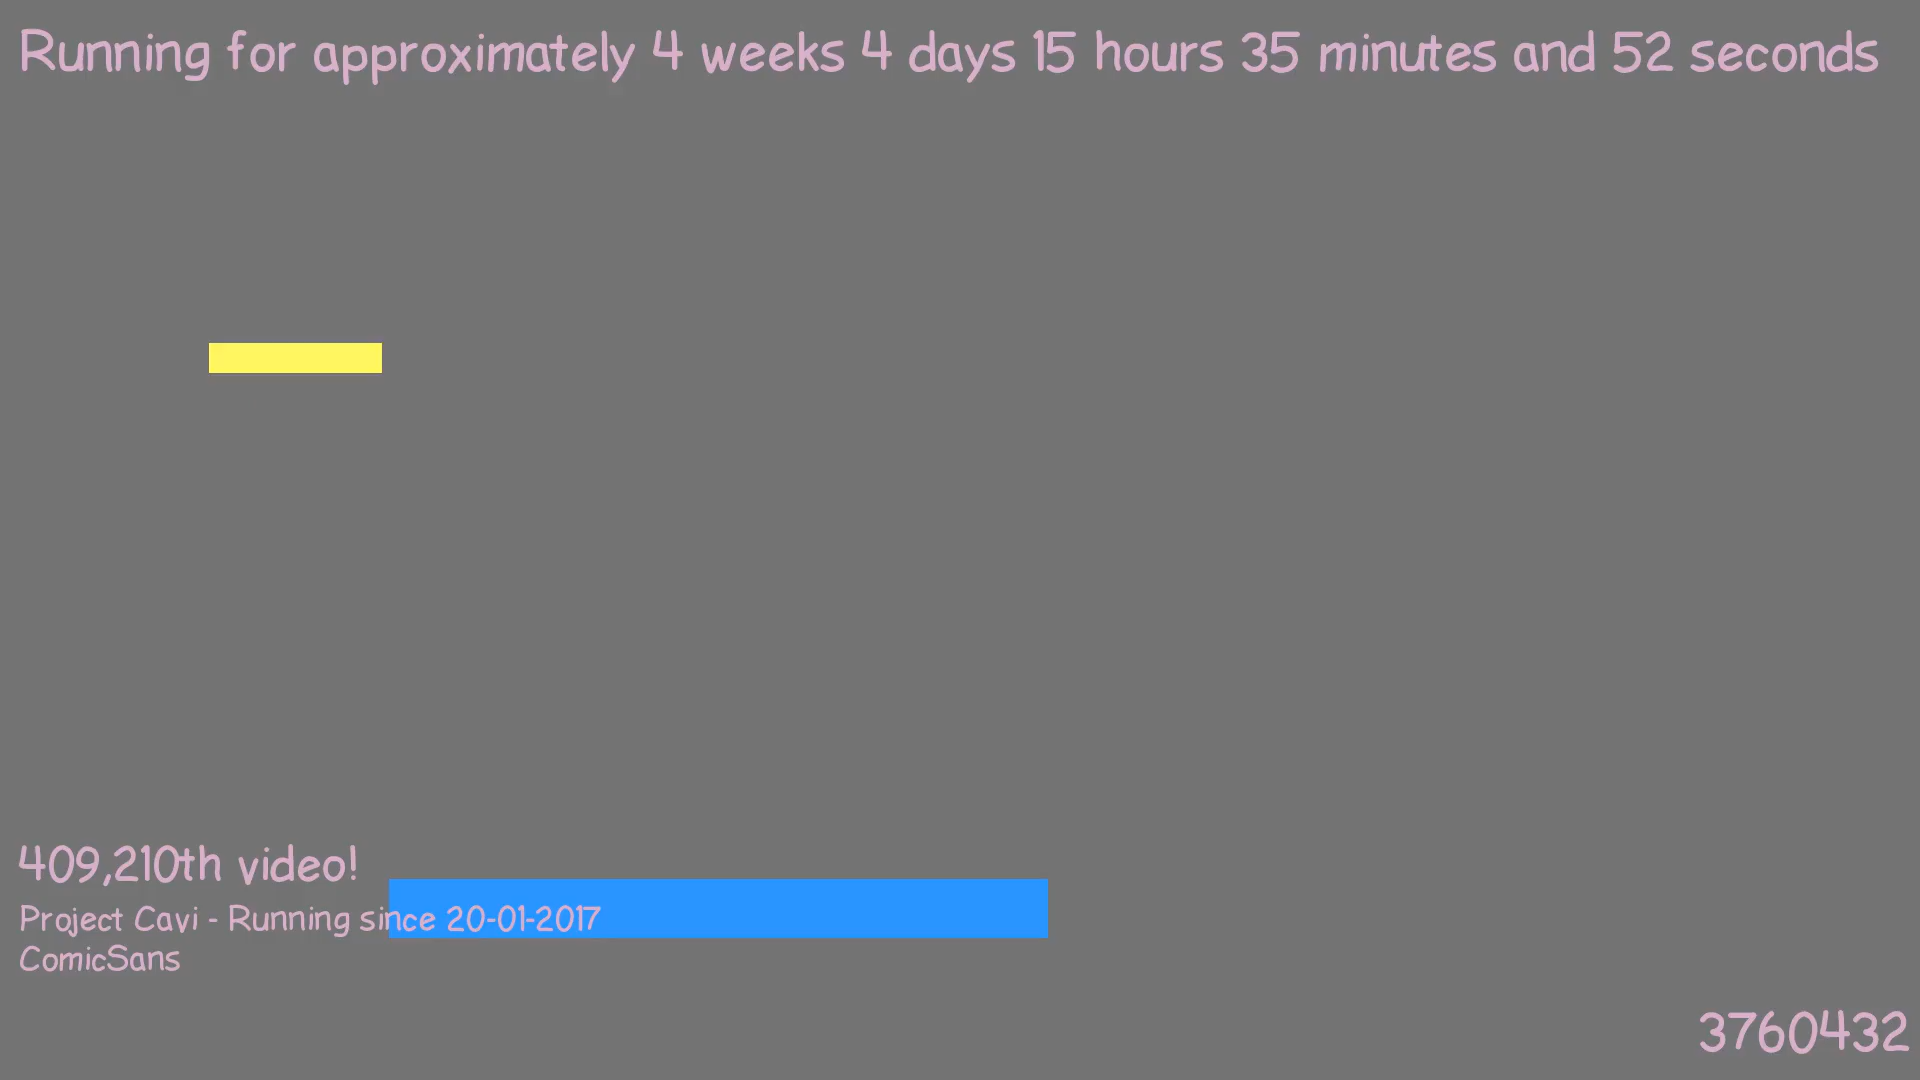 Running for approximately 4 weeks 4 days 15 hours 35 minutes and 52 seconds
409,210th video!
Project Cavi - Running since 20-01-2017
ComicSans
3760432